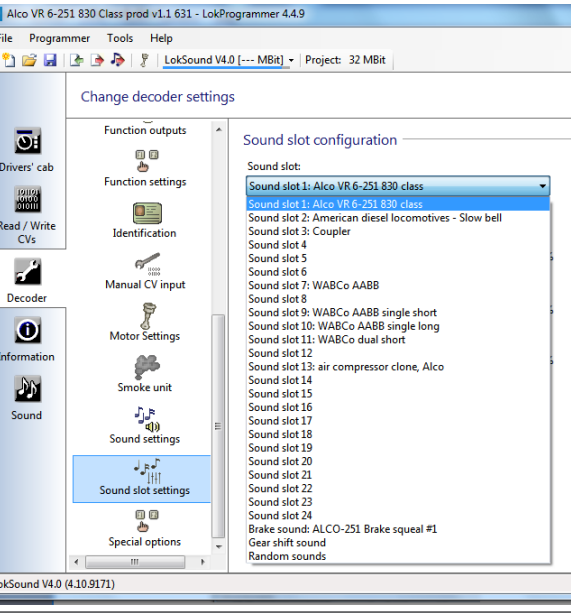 Alco VR 6-251 830 Class prod v1.1 631 - LokProgrammer 4.4.9
File Programmer Tools Help
LokSound V4.0 [--- MBit] Project: 32 MBit
Change decoder settings
Drivers' cab
Read / Write
CVs
Decoder
Information
Sound
Function outputs
Function settings
Identification
Manual CV input
Motor Settings
Smoke unit
Sound settings
Sound slot settings
Special options
Sound slot configuration
Sound slot:
Sound slot 1: Alco VR 6-251 830 class
Sound slot 1: Alco VR 6-251 830 class
Sound slot 2: American diesel locomotives - Slow bell
Sound slot 3: Coupler
Sound slot 4
Sound slot 5
Sound slot 6
Sound slot 7: WABCo AABB
Sound slot 8
Sound slot 9: WABCo AABB single short
Sound slot 10: WABCo AABB single long
Sound slot 11: WABCo dual short
Sound slot 12
Sound slot 13: air compressor clone, Alco
Sound slot 14
Sound slot 15
Sound slot 16
Sound slot 17
Sound slot 18
Sound slot 19
Sound slot 20
Sound slot 21
Sound slot 22
Sound slot 23
Sound slot 24
Brake sound: ALCO-251 Brake squeal #1
Gear shift sound
Random sounds
LokSound V4.0 (4.10.9171)